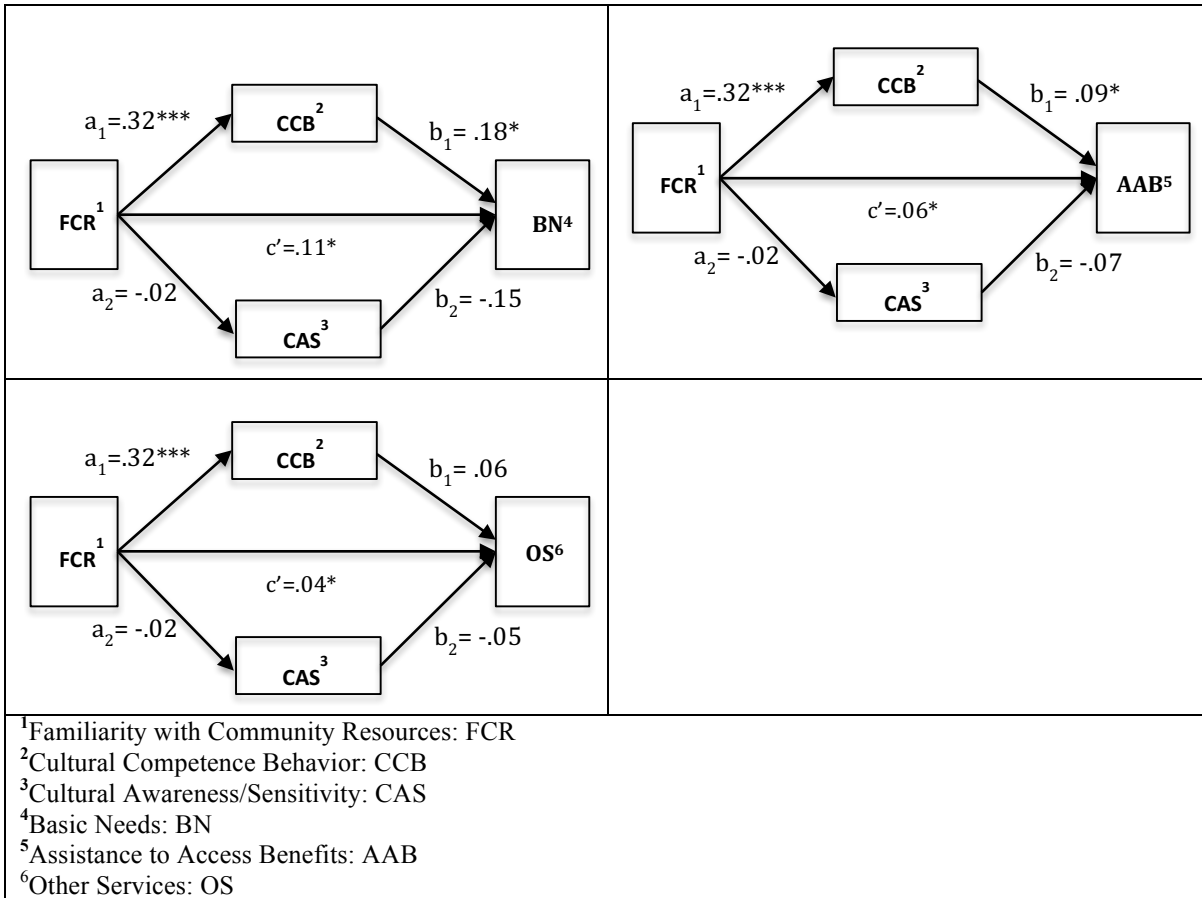 CCB²
a₁=.32***
b₁= .18*
FCR¹
BN⁴
c’=.11*
a₂= -.02
b₂= -.15
CAS³
CCB²
a₁=.32***
b₁= .09*
FCR¹
AAB⁵
c’=.06*
a₂= -.02
b₂= -.07
CAS³
CCB²
a₁=.32***
b₁= .06
FCR¹
OS⁶
c’=.04*
a₂= -.02
b₂= -.05
CAS³
¹Familiarity with Community Resources: FCR
²Cultural Competence Behavior: CCB
³Cultural Awareness/Sensitivity: CAS
⁴Basic Needs: BN
⁵Assistance to Access Benefits: AAB
⁶Other Services: OS